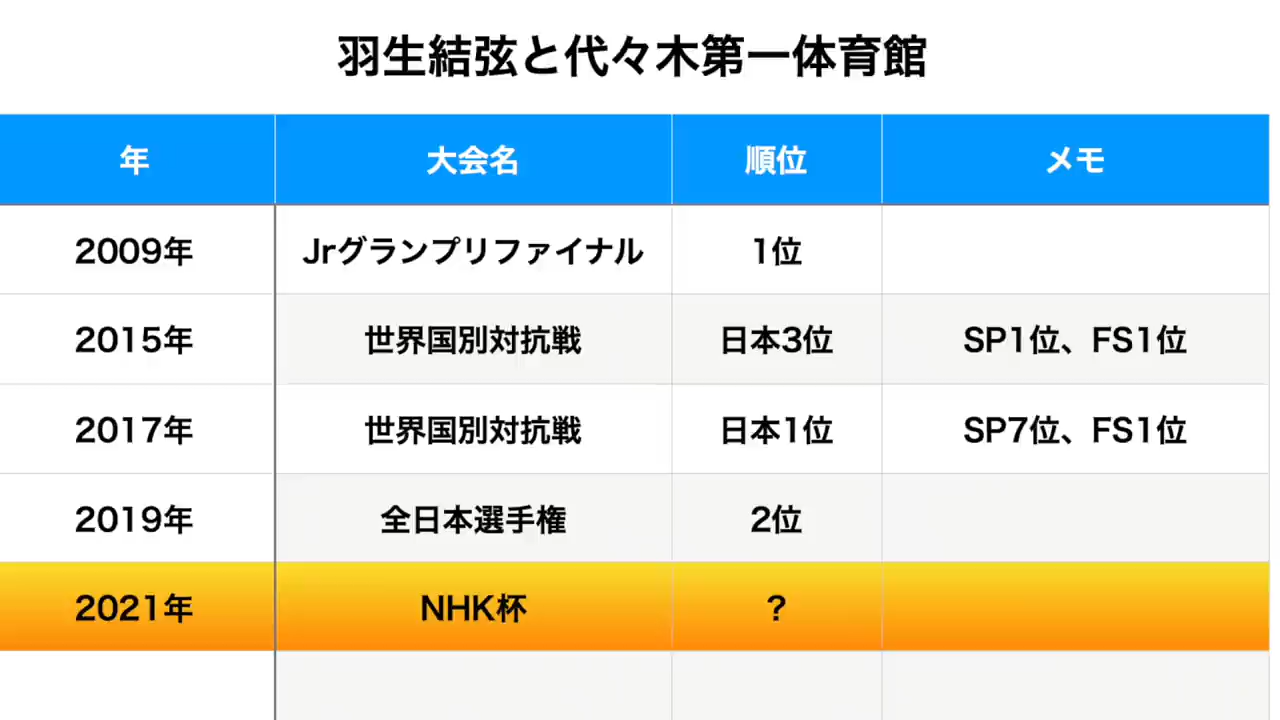 羽生結弦と代々木第一体育館
年 大会名 順位 メモ
2009年 Jrグランプリファイナル 1位
2015年 世界国別対抗戦 日本3位 SP1位、FS1位
2017年 世界国別対抗戦 日本1位 SP7位、FS1位
2019年 全日本選手権 2位
2021年 NHK杯 ?